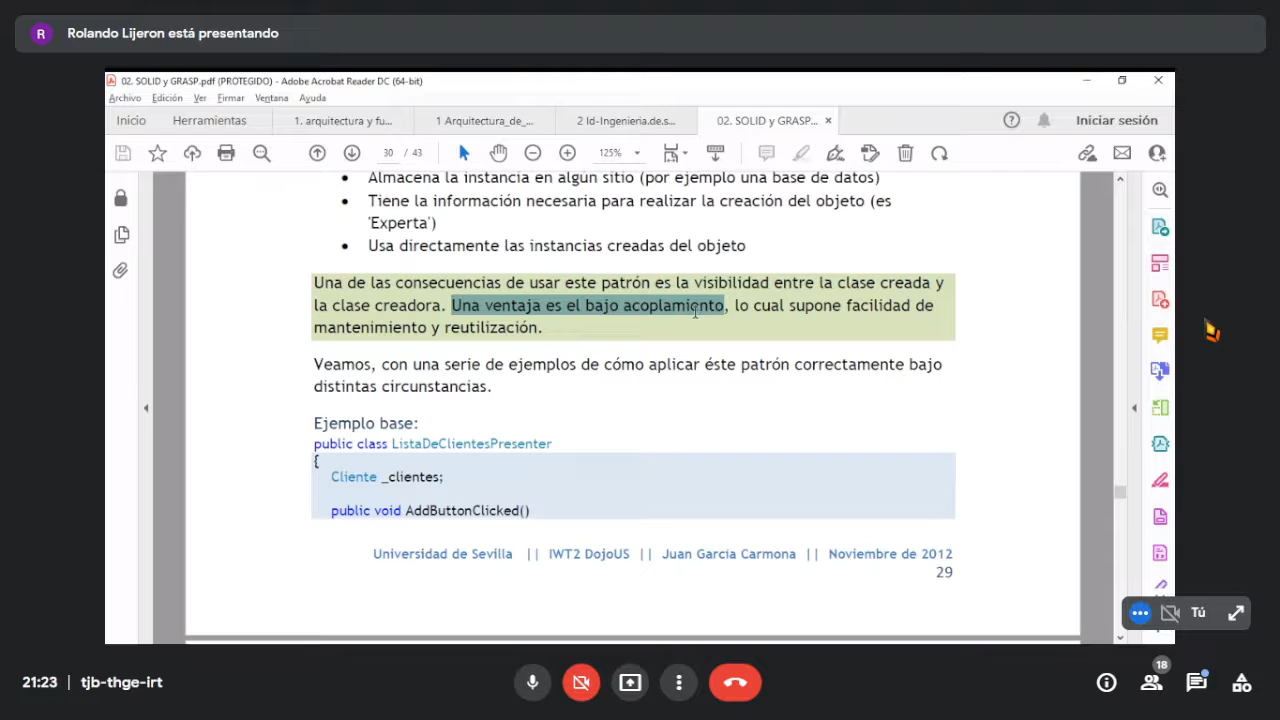 R Rolando Lijeron está presentando
02. SOLID y GRASP.pdf (PROTEGIDO) - Adobe Acrobat Reader DC (64-bit)
Archivo Edición Ver Firmar Ventana Ayuda
Inicio Herramientas 1. arquitectura y fu... 1 Arquitectura_de_... 2 Id-Ingenieria.de.s... 02. SOLID y GRASP... × Iniciar sesión
30 / 43 125%
• Almacena la instancia en algún sitio (por ejemplo una base de datos)
• Tiene la información necesaria para realizar la creación del objeto (es
'Experta')
• Usa directamente las instancias creadas del objeto
Una de las consecuencias de usar este patrón es la visibilidad entre la clase creada y
la clase creadora. Una ventaja es el bajo acoplamiento, lo cual supone facilidad de
mantenimiento y reutilización.
Veamos, con una serie de ejemplos de cómo aplicar éste patrón correctamente bajo
distintas circunstancias.
Ejemplo base:
public class ListaDeClientesPresenter
{
Cliente _clientes;
public void AddButtonClicked()
Universidad de Sevilla || IWT2 DojoUS || Juan García Carmona || Noviembre de 2012
29
Tú
18
21:23 | tjb-thge-irt